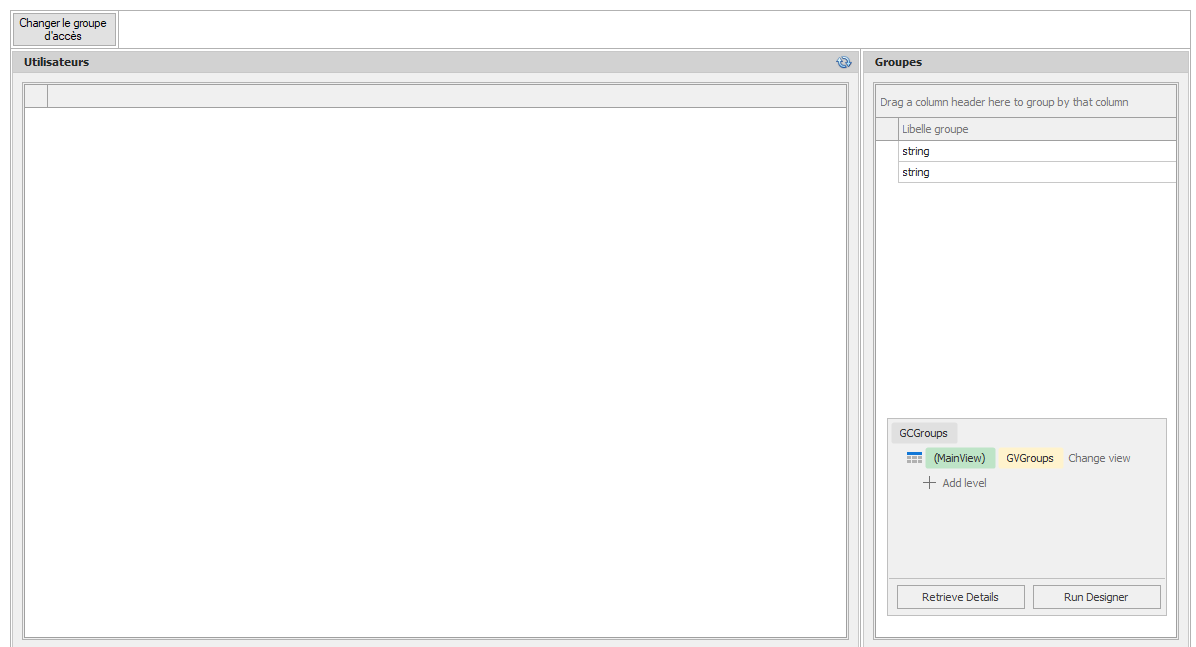 Changer le groupe
d'accès
Utilisateurs
Groupes
Drag a column header here to group by that column
Libelle groupe
string
string
GCGroups
(MainView) GVGroups Change view
Add level
Retrieve Details Run Designer